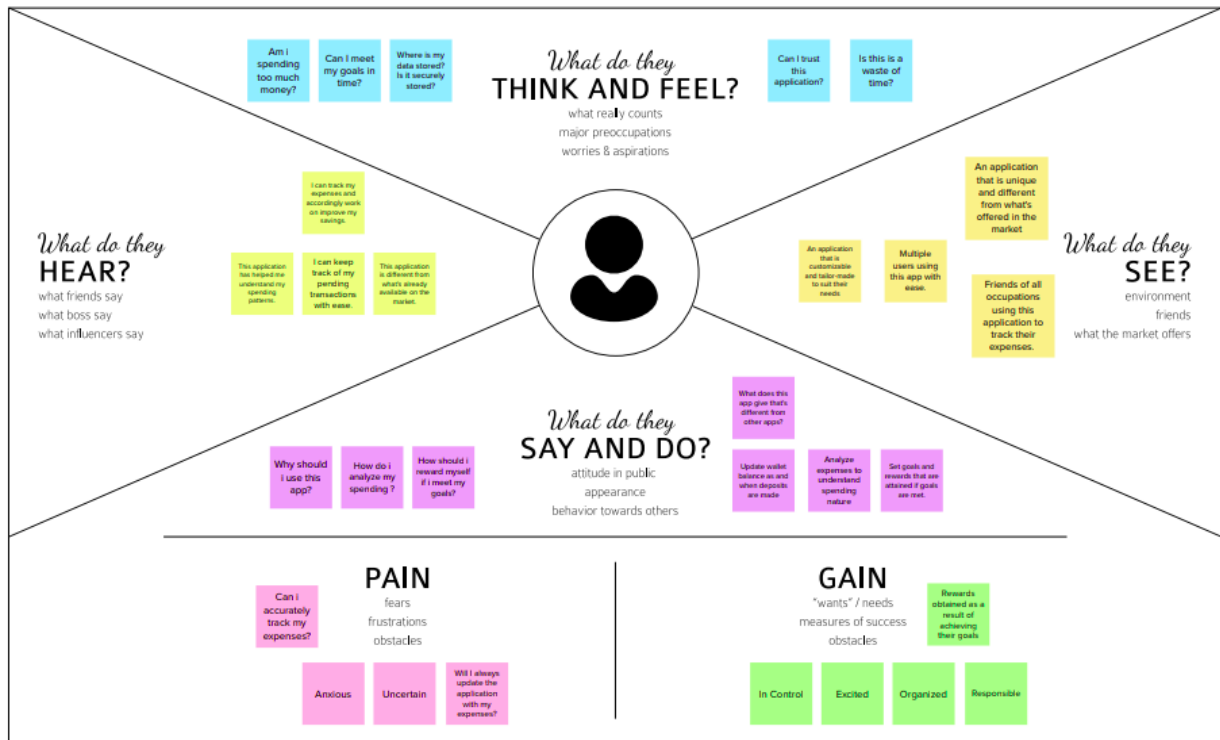 Am i
spending
too much
money?
Can I meet
my goals in
time?
Where is my
data stored?
Is it securely
stored?
What do they
THINK AND FEEL?
what really counts
major preoccupations
worries & aspirations
Can I trust
this
application?
Is this is a
waste of
time?
What do they
HEAR?
what friends say
what boss say
what influencers say
I can track my
expenses and
accordingly work
on improve my
savings.
This application
has helped me
understand my
spending
patterns.
I can keep
track of my
pending
transections
with ease.
This application
is different from
what's already
available on the
market.
An application
that is
customizable
and tailor-made
to suit their
needs
Multiple
users using
this app with
ease.
An application
that is unique
and different
from what's
offered in the
market
Friends of all
occupations
using this
application to
track their
expenses.
What do they
SEE?
environment
friends
what the market offers
What do they
SAY AND DO?
attitude in public
appearance
behavior towards others
Why should
i use this
app?
How do i
analyze my
spending ?
How should i
reward myself
if i meet my
goals?
What does this
app give that's
different from
other apps?
Update wallet
balance as and
when deposits
are made
Analyze
expenses to
understand
spending
nature
Set goals and
rewards that are
attained if goals
are met.
PAIN
fears
frustrations
obstacles
Can i
accurately
track my
expenses?
Anxious
Uncertain
Will I always
update the
application
with my
expenses?
GAIN
"wants" / needs
measures of success
obstacles
Rewards
obtained as a
result of
achieving
their goals
In Control
Excited
Organized
Responsible